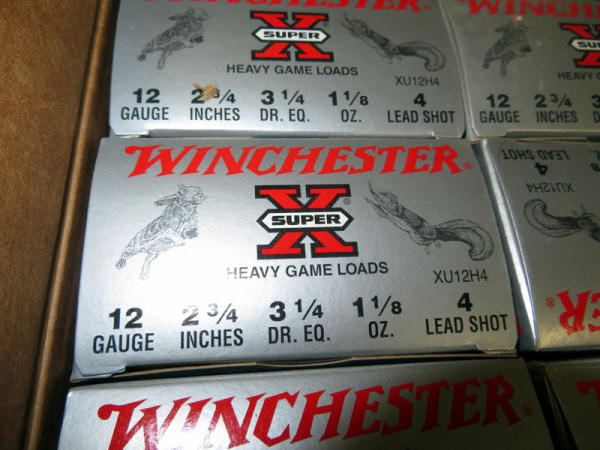 WINCHESTER
X SUPER
HEAVY GAME LOADS
XU12H4
12 2 3/4 3 1/4 1 1/8 4
GAUGE INCHES DR. EQ. OZ. LEAD SHOT
WINCHESTER
12 2 3/4
GAUGE INCHES
WINCHESTER®
X SUPER ®
HEAVY GAME LOADS
XU12H4
12 2 3/4 3 1/4 1 1/8 4
GAUGE INCHES DR. EQ. OZ. LEAD SHOT
4
LEAD SHOT
XU12H4
ER
WINCHESTER®